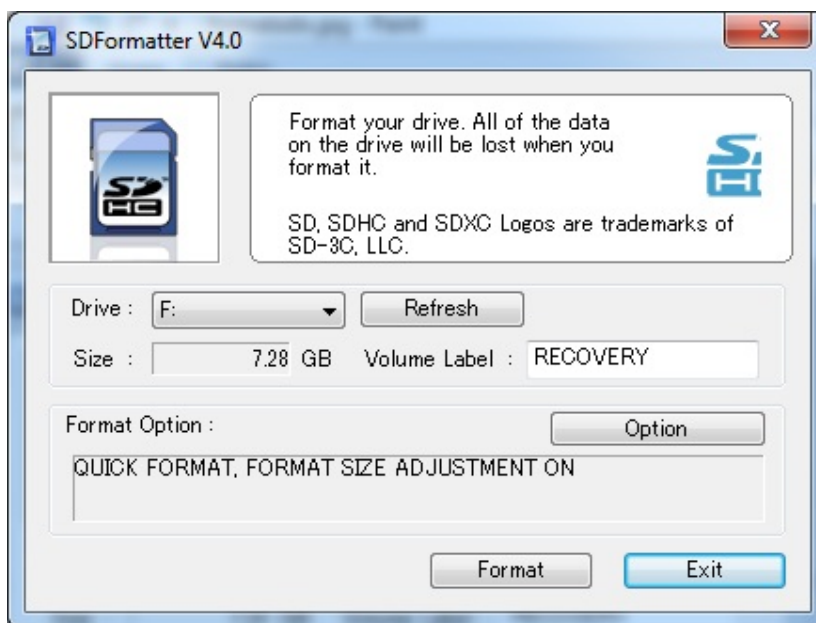 SDFormatter V4.0
X
Format your drive. All of the data
on the drive will be lost when you
format it.
SD, SDHC and SDXC Logos are trademarks of
SD-3C, LLC.
SD
HC
Drive : F: Refresh
Size : 7.28 GB Volume Label : RECOVERY
Format Option :
Option
QUICK FORMAT, FORMAT SIZE ADJUSTMENT ON
Format Exit